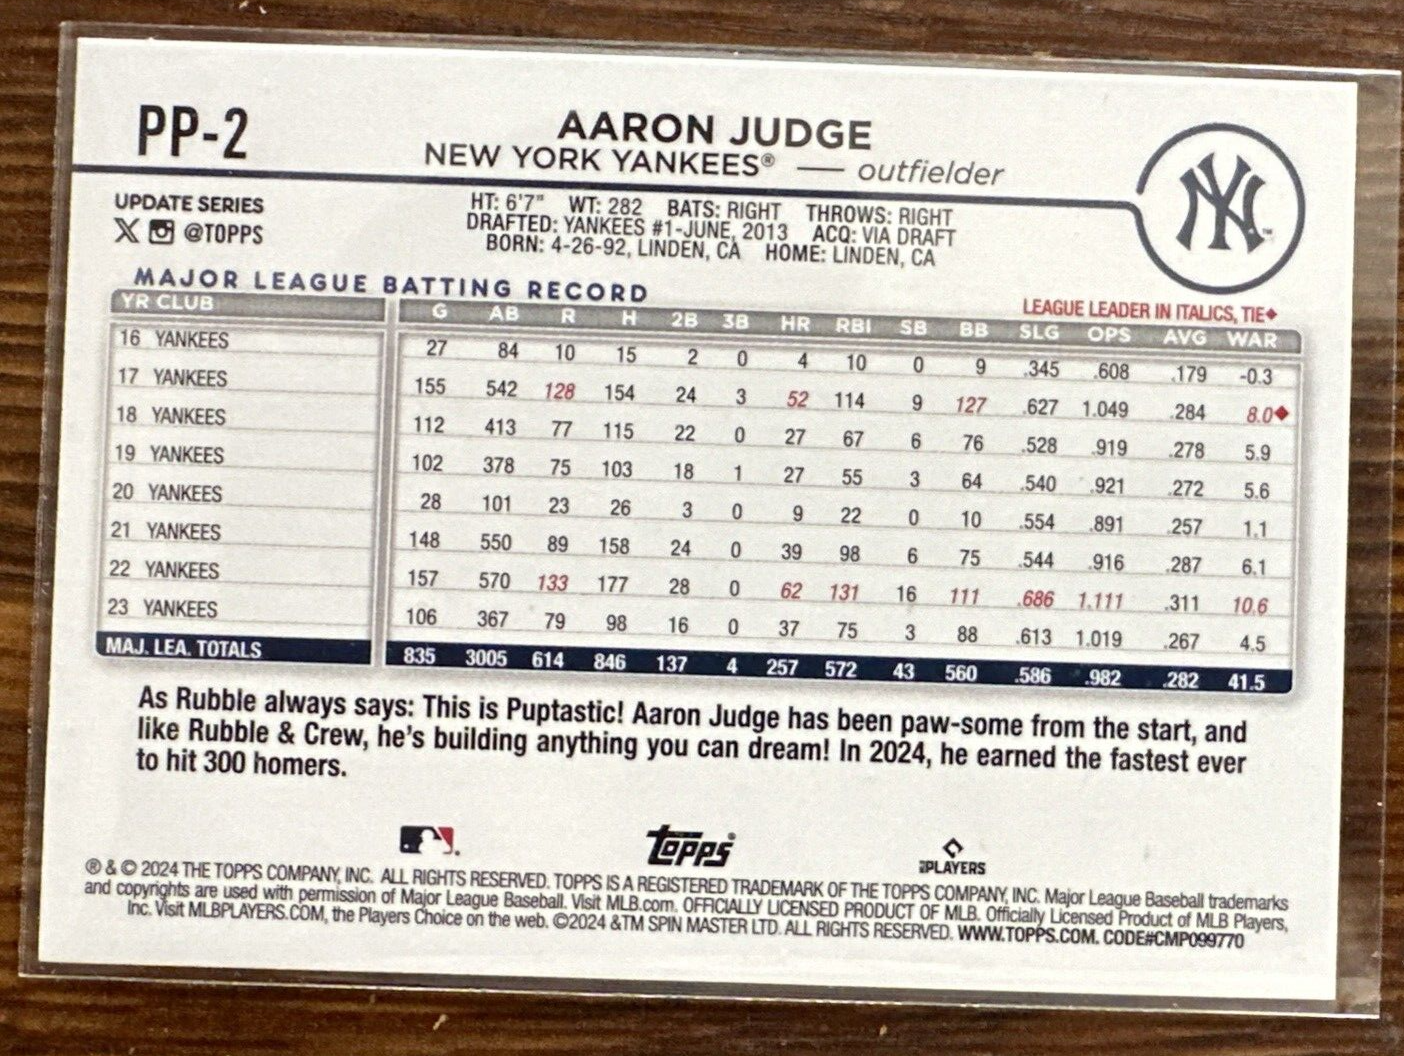 PP-2
AARON JUDGE
NEW YORK YANKEES® — outfielder
NY™
UPDATE SERIES
@TOPPS
HT: 6'7" WT: 282 BATS: RIGHT THROWS: RIGHT
DRAFTED: YANKEES #1-JUNE, 2013 ACQ: VIA DRAFT
BORN: 4-26-92, LINDEN, CA HOME: LINDEN, CA
MAJOR LEAGUE BATTING RECORD
LEAGUE LEADER IN ITALICS, TIE◆
YR CLUB G AB R H 2B 3B HR RBI SB BB SLG OPS AVG WAR
16 YANKEES 27 84 10 15 2 0 4 10 0 9 .345 .608 .179 -0.3
17 YANKEES 155 542 128 154 24 3 52 114 9 127 .627 1.049 .284 8.0◆
18 YANKEES 112 413 77 115 22 0 27 67 6 76 .528 .919 .278 5.9
19 YANKEES 102 378 75 103 18 1 27 55 3 64 .540 .921 .272 5.6
20 YANKEES 28 101 23 26 3 0 9 22 0 10 .554 .891 .257 1.1
21 YANKEES 148 550 89 158 24 0 39 98 6 75 .544 .916 .287 6.1
22 YANKEES 157 570 133 177 28 0 62 131 16 111 .686 1.111 .311 10.6
23 YANKEES 106 367 79 98 16 0 37 75 3 88 .613 1.019 .267 4.5
MAJ. LEA. TOTALS 835 3005 614 846 137 4 257 572 43 560 .586 .982 .282 41.5
As Rubble always says: This is Puptastic! Aaron Judge has been paw-some from the start, and
like Rubble & Crew, he's building anything you can dream! In 2024, he earned the fastest ever
to hit 300 homers.
Topps®
MLBPLAYERS
® & © 2024 THE TOPPS COMPANY, INC. ALL RIGHTS RESERVED. TOPPS IS A REGISTERED TRADEMARK OF THE TOPPS COMPANY, INC. Major League Baseball trademarks
and copyrights are used with permission of Major League Baseball. Visit MLB.com. OFFICIALLY LICENSED PRODUCT OF MLB. Officially Licensed Product of MLB Players,
Inc. Visit MLBPLAYERS.COM, the Players Choice on the web. ©2024 &TM SPIN MASTER LTD. ALL RIGHTS RESERVED. WWW.TOPPS.COM. CODE#CMP099770